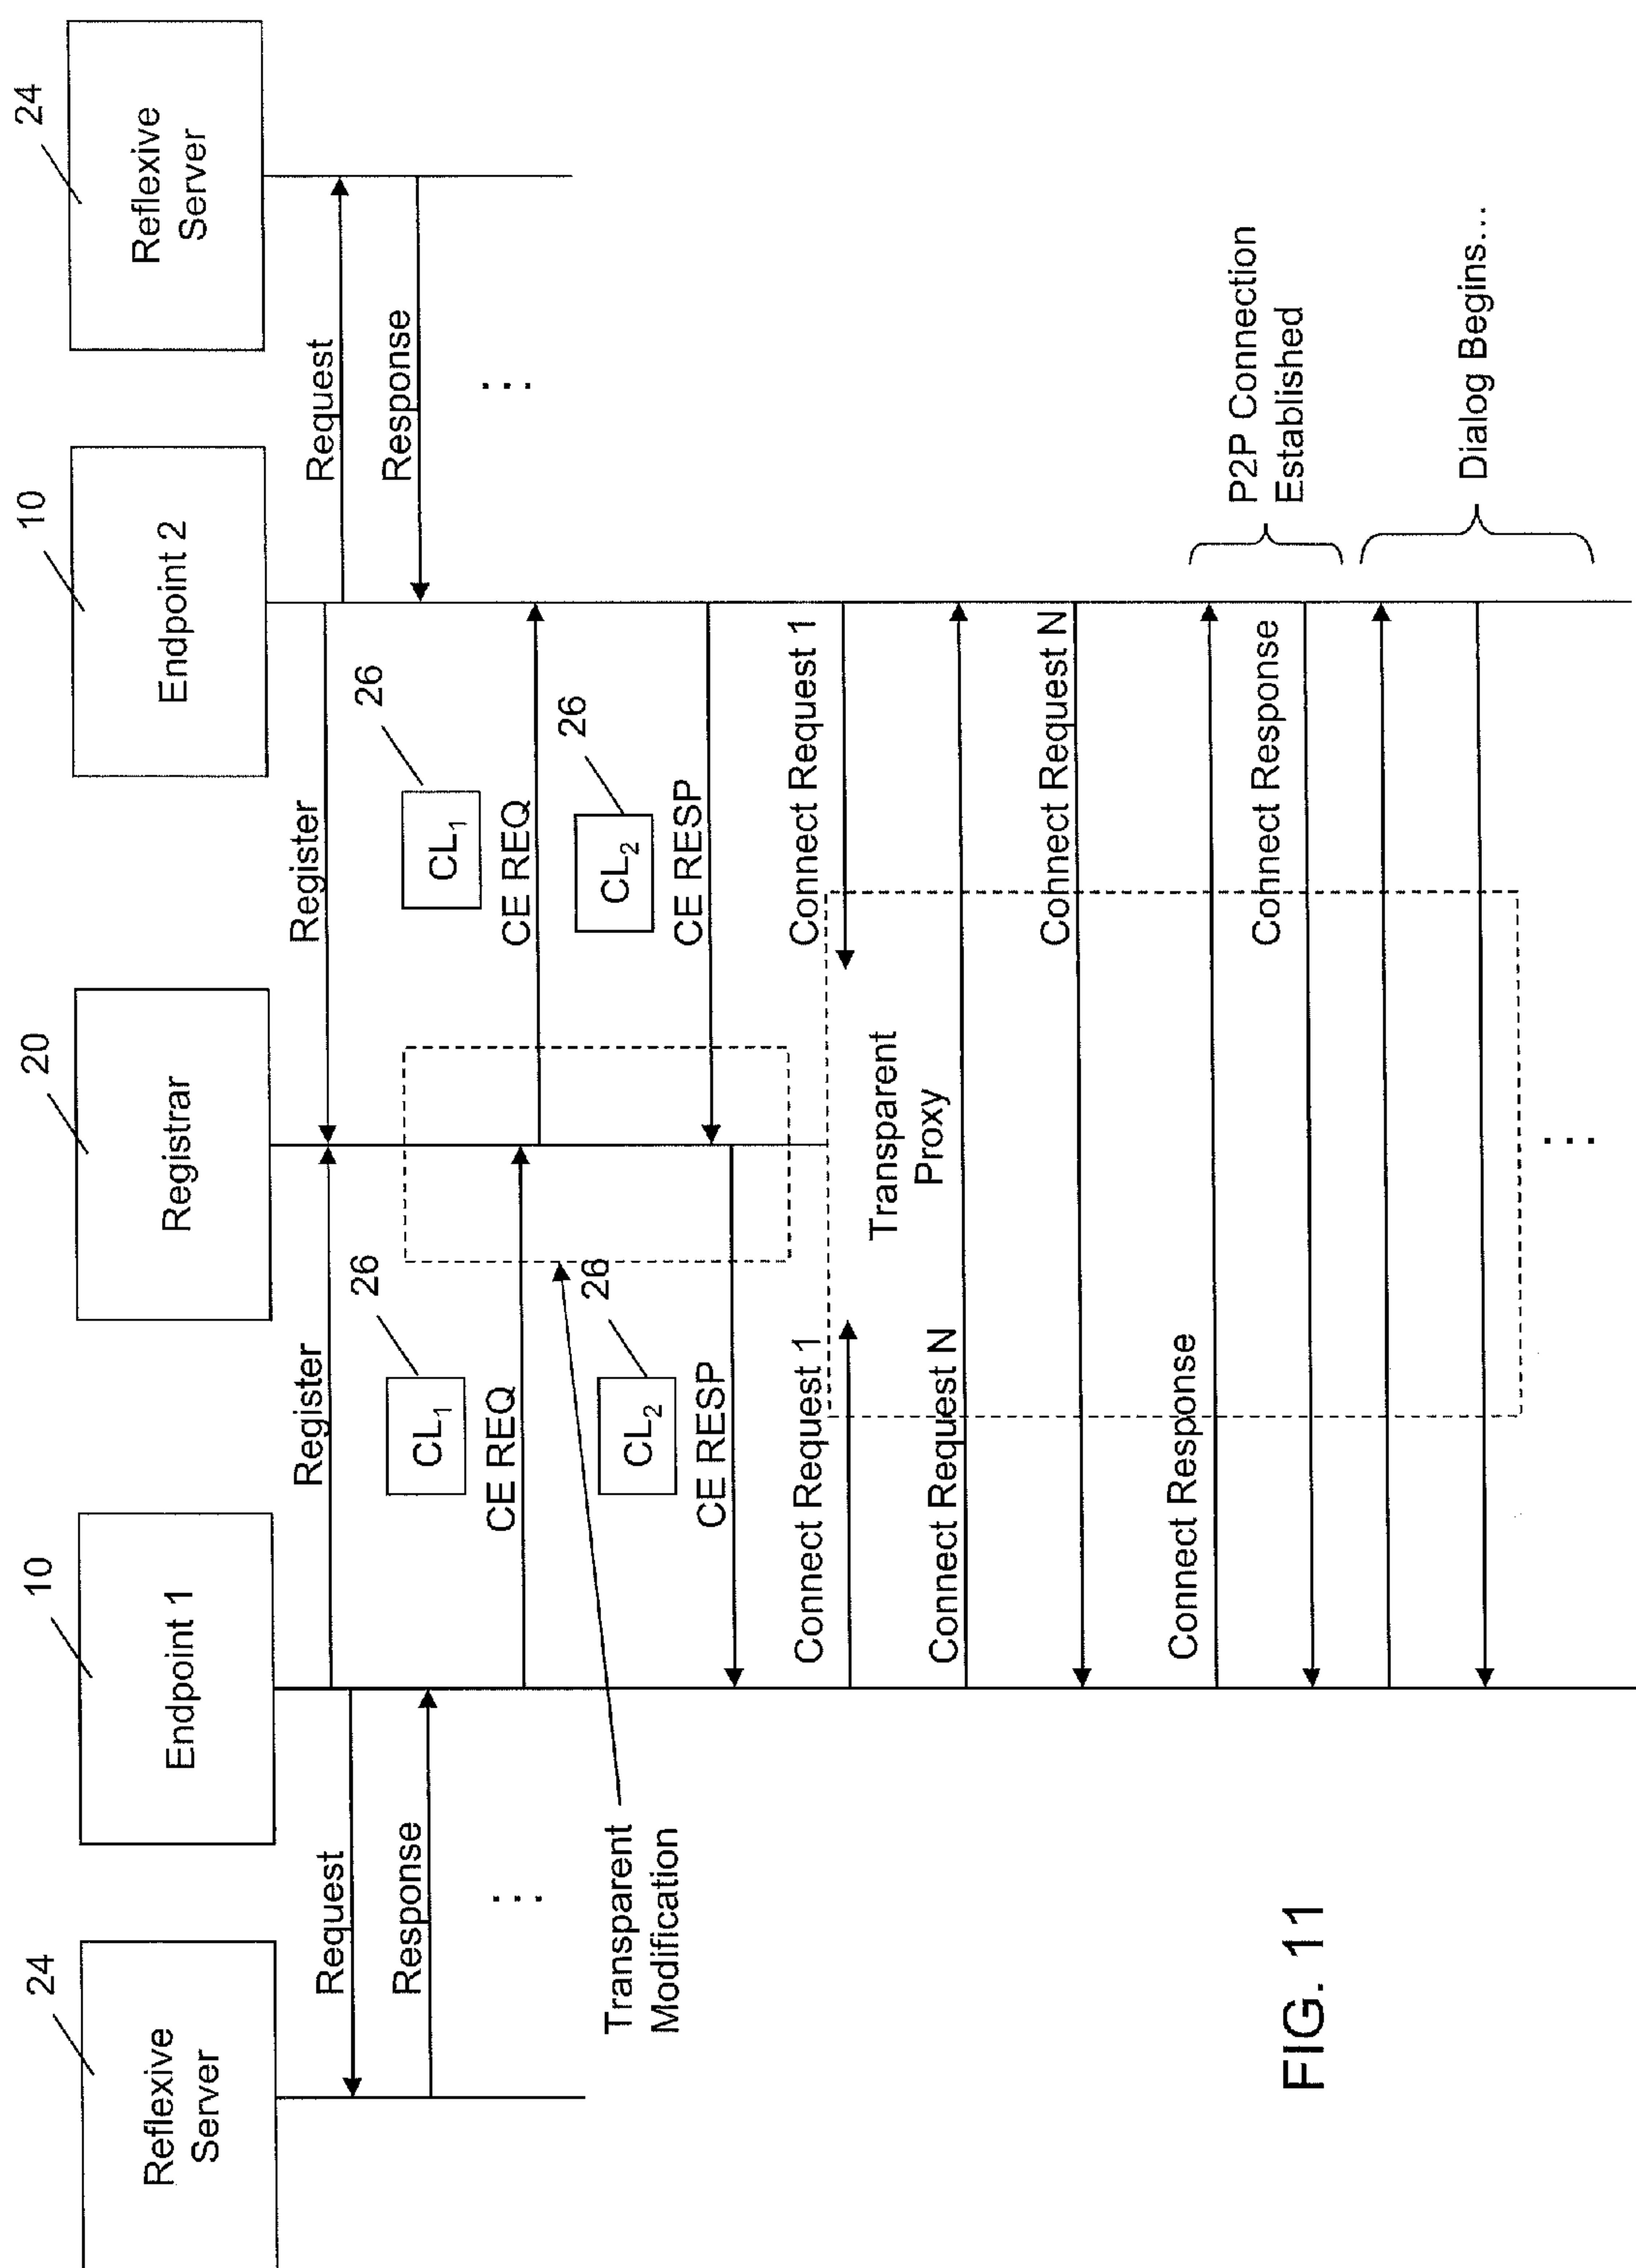 24
10
20
10
24
Reflexive
Server
Endpoint 1
Registrar
Endpoint 2
Reflexive
Server
Request
Register
Register
Request
Response
Response
26
26
CL₁
CL₁
CE REQ
CE REQ
...
...
26
26
CL₂
CL₂
CE RESP
CE RESP
Transparent
Modification
Connect Request 1
Connect Request 1
Transparent
Proxy
Connect Request N
Connect Request N
Connect Response
Connect Response
P2P Connection
Established
Dialog Begins...
...
FIG. 11